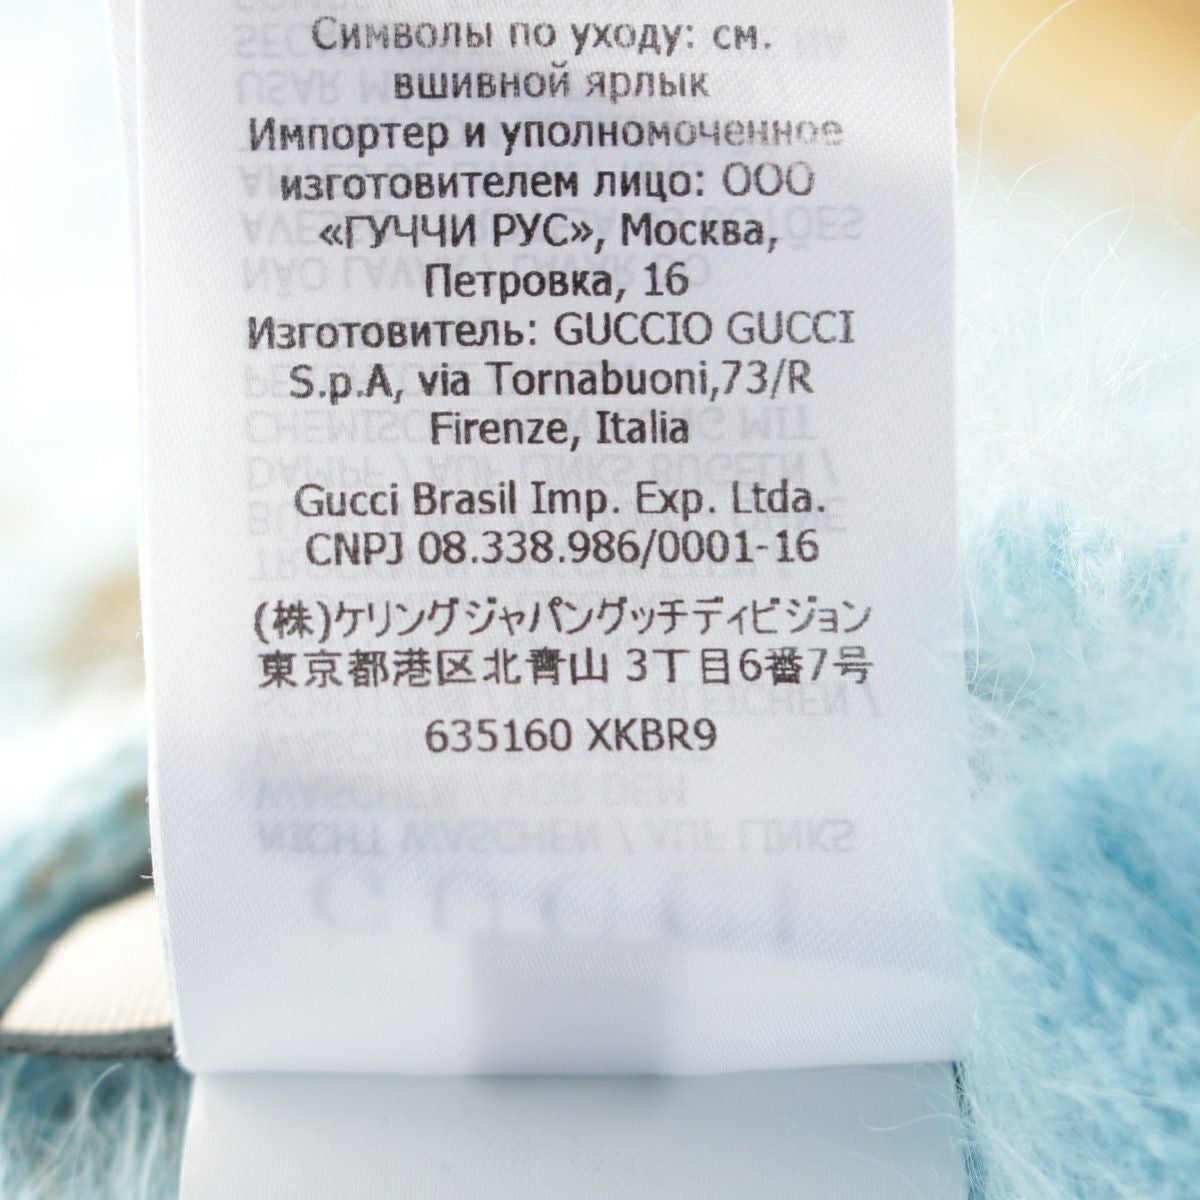 Символы по уходу: см.
вшивной ярлык
Импортер и уполномоченное
изготовителем лицо: ООО
«ГУЧЧИ РУС», Москва,
Петровка, 16
Изготовитель: GUCCIO GUCCI
S.p.A, via Tornabuoni,73/R
Firenze, Italia
Gucci Brasil Imp. Exp. Ltda.
CNPJ 08.338.986/0001-16
(株)ケリングジャパングッチディビジョン
東京都港区北青山 3丁目6番7号
635160 XKBR9